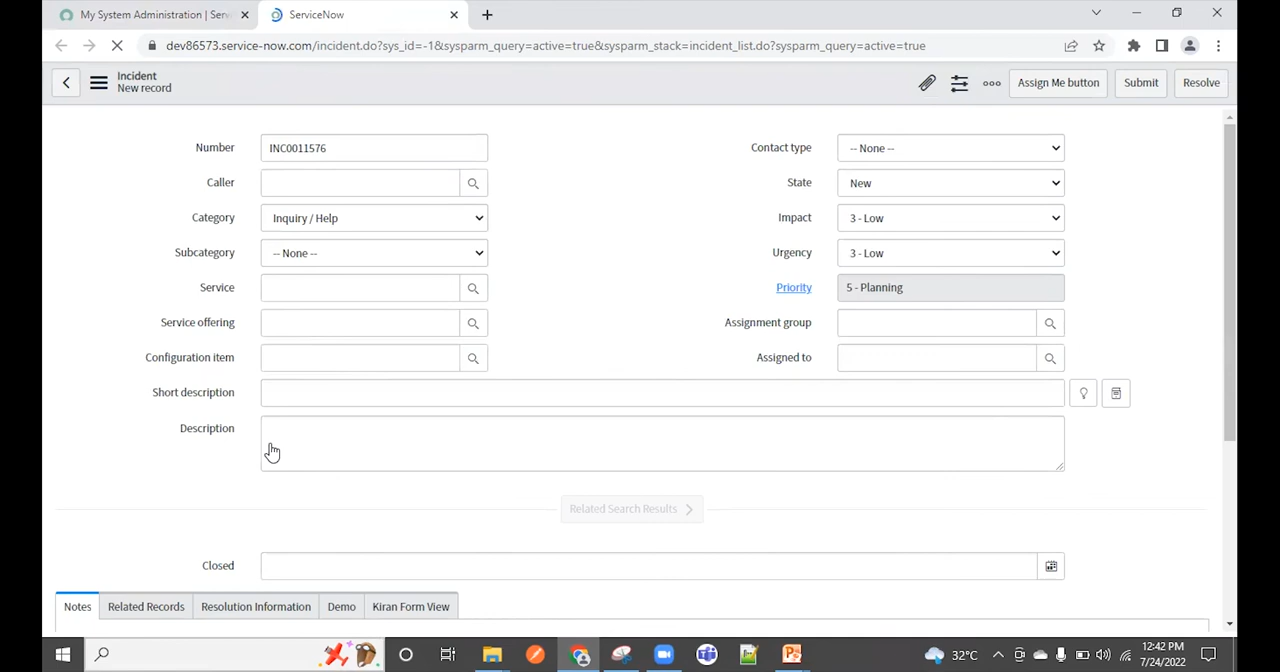 My System Administration | Serv
ServiceNow
dev86573.service-now.com/incident.do?sys_id=-1&sysparm_query=active=true&sysparm_stack=incident_list.do?sysparm_query=active=true
Incident
New record
Assign Me button
Submit
Resolve
Number
INC0011576
Contact type
-- None --
Caller
State
New
Category
Inquiry / Help
Impact
3 - Low
Subcategory
-- None --
Urgency
3 - Low
Service
Priority
5 - Planning
Service offering
Assignment group
Configuration item
Assigned to
Short description
Description
Related Search Results
Closed
Notes
Related Records
Resolution Information
Demo
Kiran Form View
32°C
12:42 PM
7/24/2022